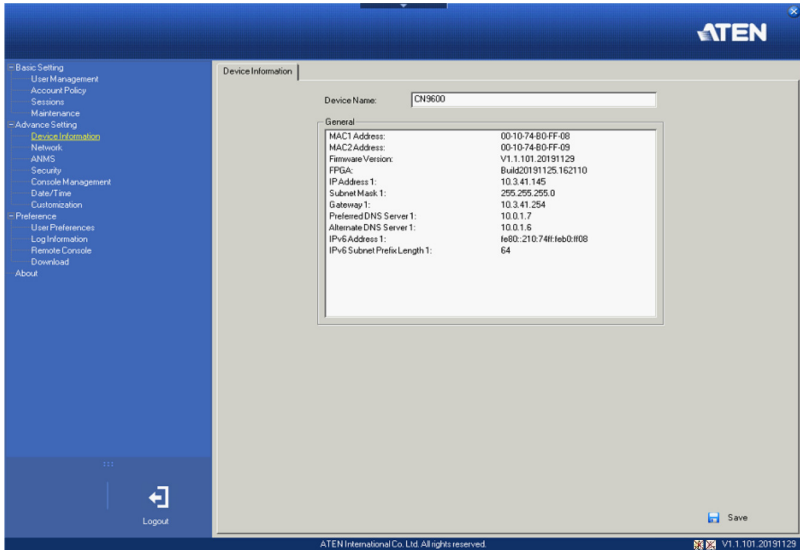 ATEN
Basic Setting
User Management
Account Policy
Sessions
Maintenance
Advance Setting
Device Information
Network
ANMS
Security
Console Management
Date/Time
Customization
Preference
User Preferences
Log Information
Remote Console
Download
About
Logout
Device Information
Device Name: CN9600
General
MAC1 Address: 00-10-74-B0-FF-08
MAC2 Address: 00-10-74-B0-FF-09
Firmware Version: V1.1.101.20191129
FPGA: Build20191125.162110
IP Address 1: 10.3.41.145
Subnet Mask 1: 255.255.255.0
Gateway 1: 10.3.41.254
Preferred DNS Server 1: 10.0.1.7
Alternate DNS Server 1: 10.0.1.6
IPv6 Address 1: fe80::210:74ff:feb0:ff08
IPv6 Subnet Prefix Length 1: 64
Save
ATEN International Co. Ltd. All rights reserved.
V1.1.101.20191129